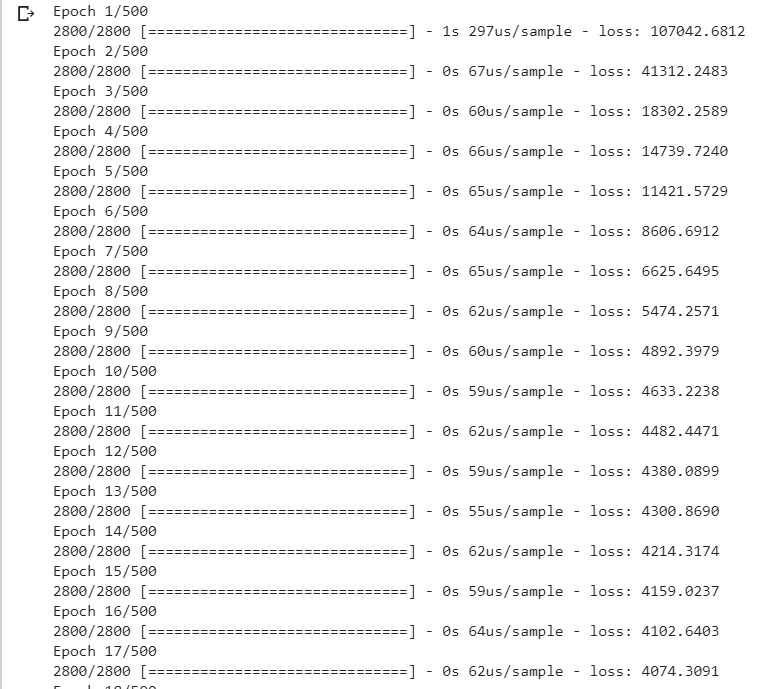 Epoch 1/500
2800/2800 [==============================] - 1s 297us/sample - loss: 107042.6812
Epoch 2/500
2800/2800 [==============================] - 0s 67us/sample - loss: 41312.2483
Epoch 3/500
2800/2800 [==============================] - 0s 60us/sample - loss: 18302.2589
Epoch 4/500
2800/2800 [==============================] - 0s 66us/sample - loss: 14739.7240
Epoch 5/500
2800/2800 [==============================] - 0s 65us/sample - loss: 11421.5729
Epoch 6/500
2800/2800 [==============================] - 0s 64us/sample - loss: 8606.6912
Epoch 7/500
2800/2800 [==============================] - 0s 65us/sample - loss: 6625.6495
Epoch 8/500
2800/2800 [==============================] - 0s 62us/sample - loss: 5474.2571
Epoch 9/500
2800/2800 [==============================] - 0s 60us/sample - loss: 4892.3979
Epoch 10/500
2800/2800 [==============================] - 0s 59us/sample - loss: 4633.2238
Epoch 11/500
2800/2800 [==============================] - 0s 62us/sample - loss: 4482.4471
Epoch 12/500
2800/2800 [==============================] - 0s 59us/sample - loss: 4380.0899
Epoch 13/500
2800/2800 [==============================] - 0s 55us/sample - loss: 4300.8690
Epoch 14/500
2800/2800 [==============================] - 0s 62us/sample - loss: 4214.3174
Epoch 15/500
2800/2800 [==============================] - 0s 59us/sample - loss: 4159.0237
Epoch 16/500
2800/2800 [==============================] - 0s 64us/sample - loss: 4102.6403
Epoch 17/500
2800/2800 [==============================] - 0s 62us/sample - loss: 4074.3091
Epoch 18/500